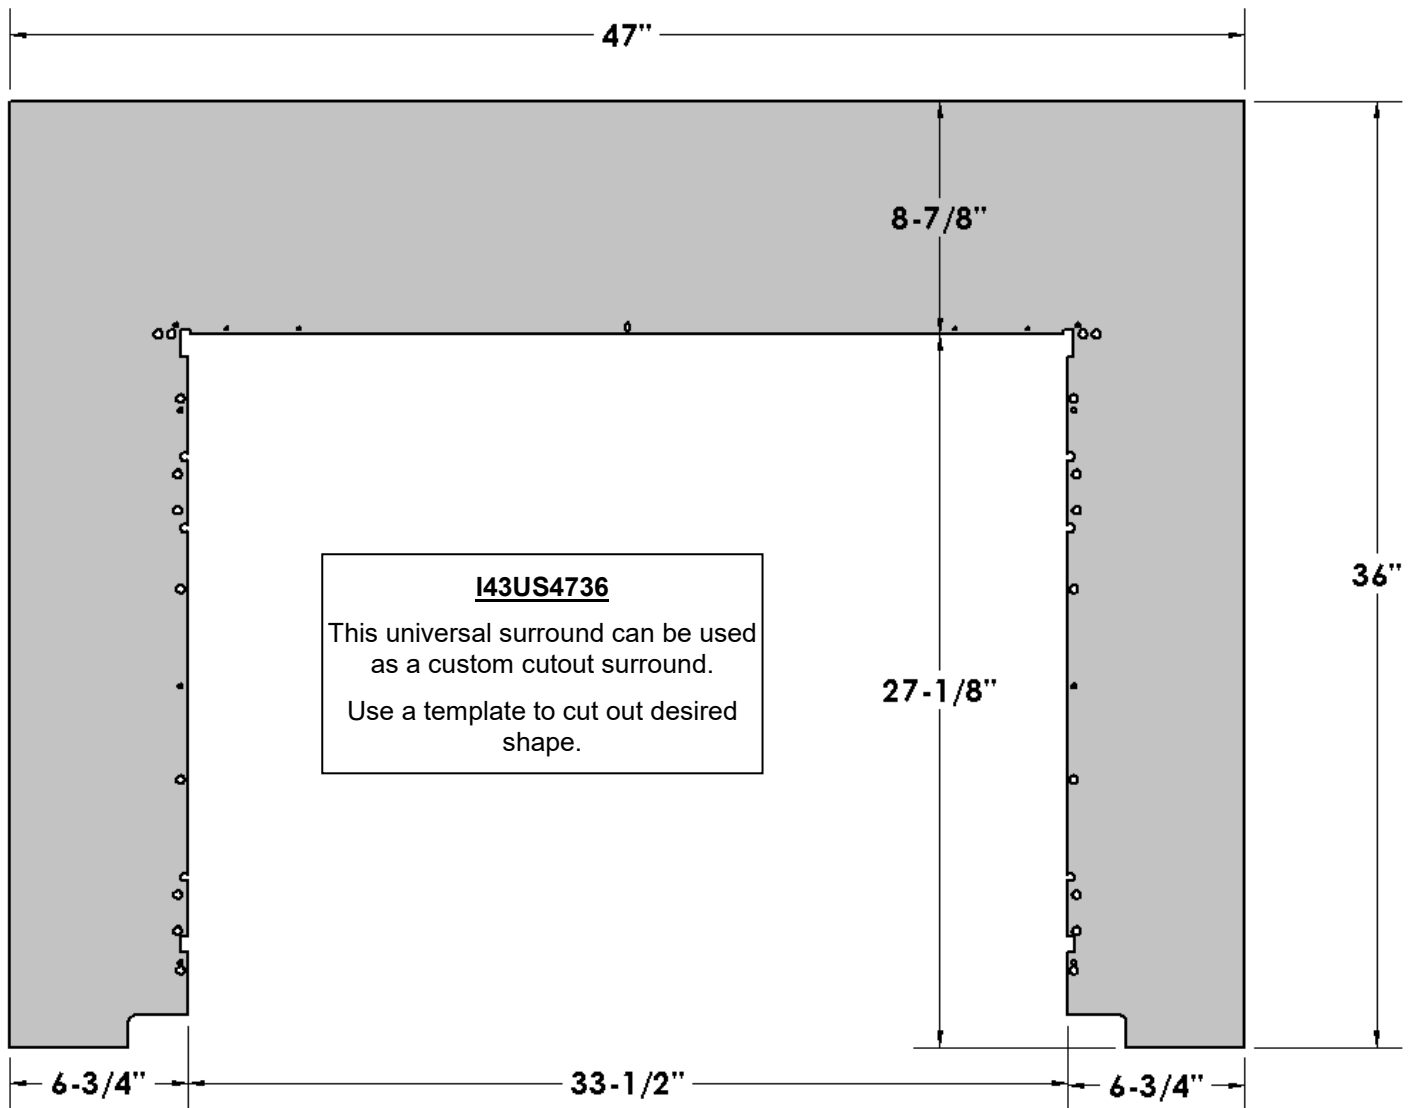 47”
8-7/8”
I43US4736
This universal surround can be used
as a custom cutout surround.
Use a template to cut out desired
shape.
36”
27-1/8”
6-3/4”
33-1/2”
6-3/4”